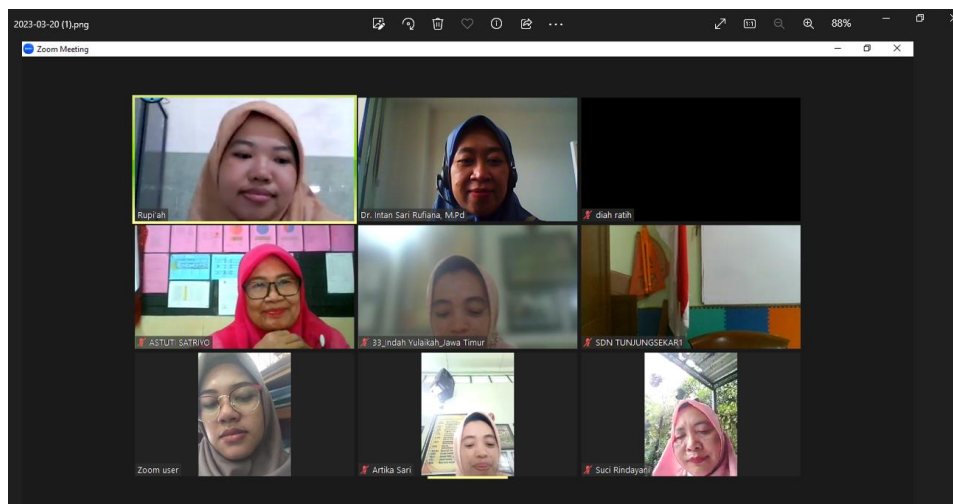 2023-03-20 (1).png
88%
Zoom Meeting
Rupi'ah
Dr. Intan Sari Rufiana, M.Pd
diah ratih
ASTUTI SATRIYO
33_Indah Yulaikah_Jawa Timur
SDN TUNJUNGSEKAR1
Zoom user
Artika Sari
Suci Rindayani